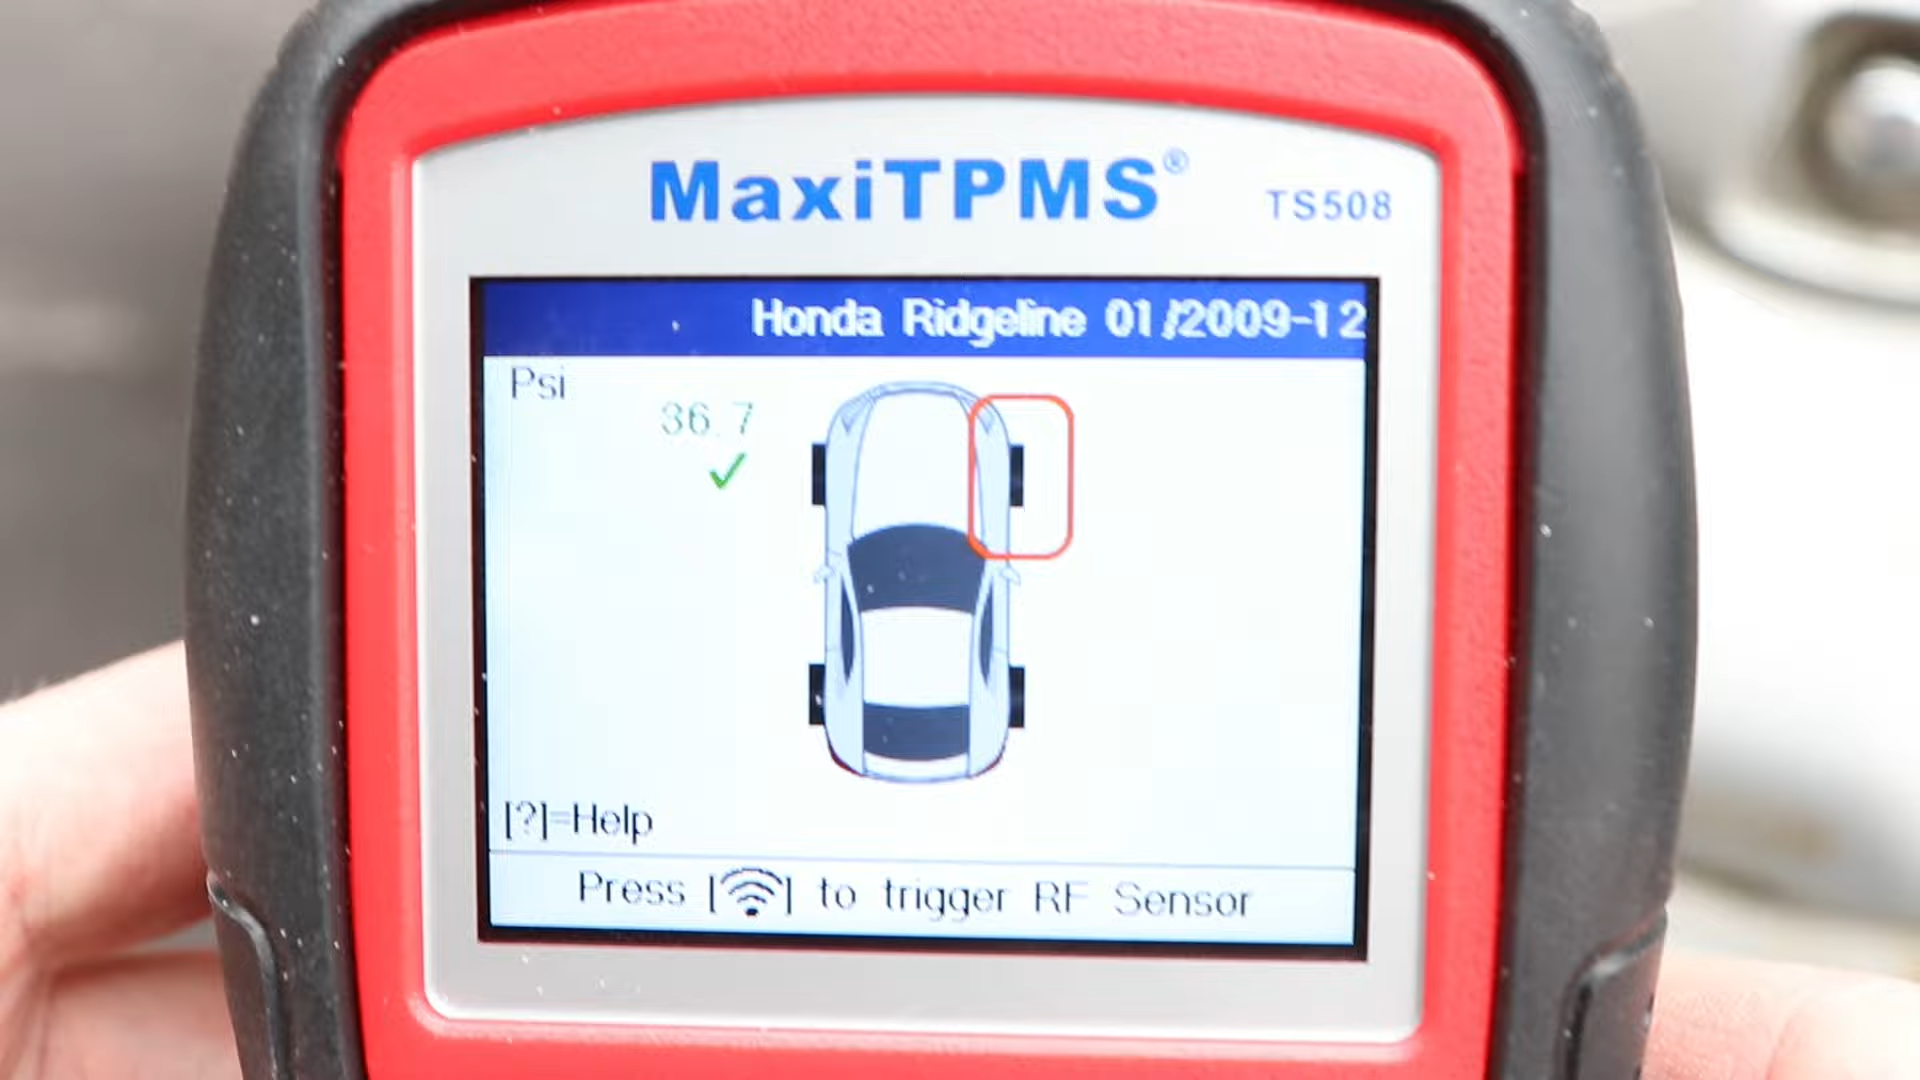 MaxiTPMS®
TS508
Honda Ridgeline 01/2009-12
Psi
36.7
[?]=Help
Press [ ] to trigger RF Sensor